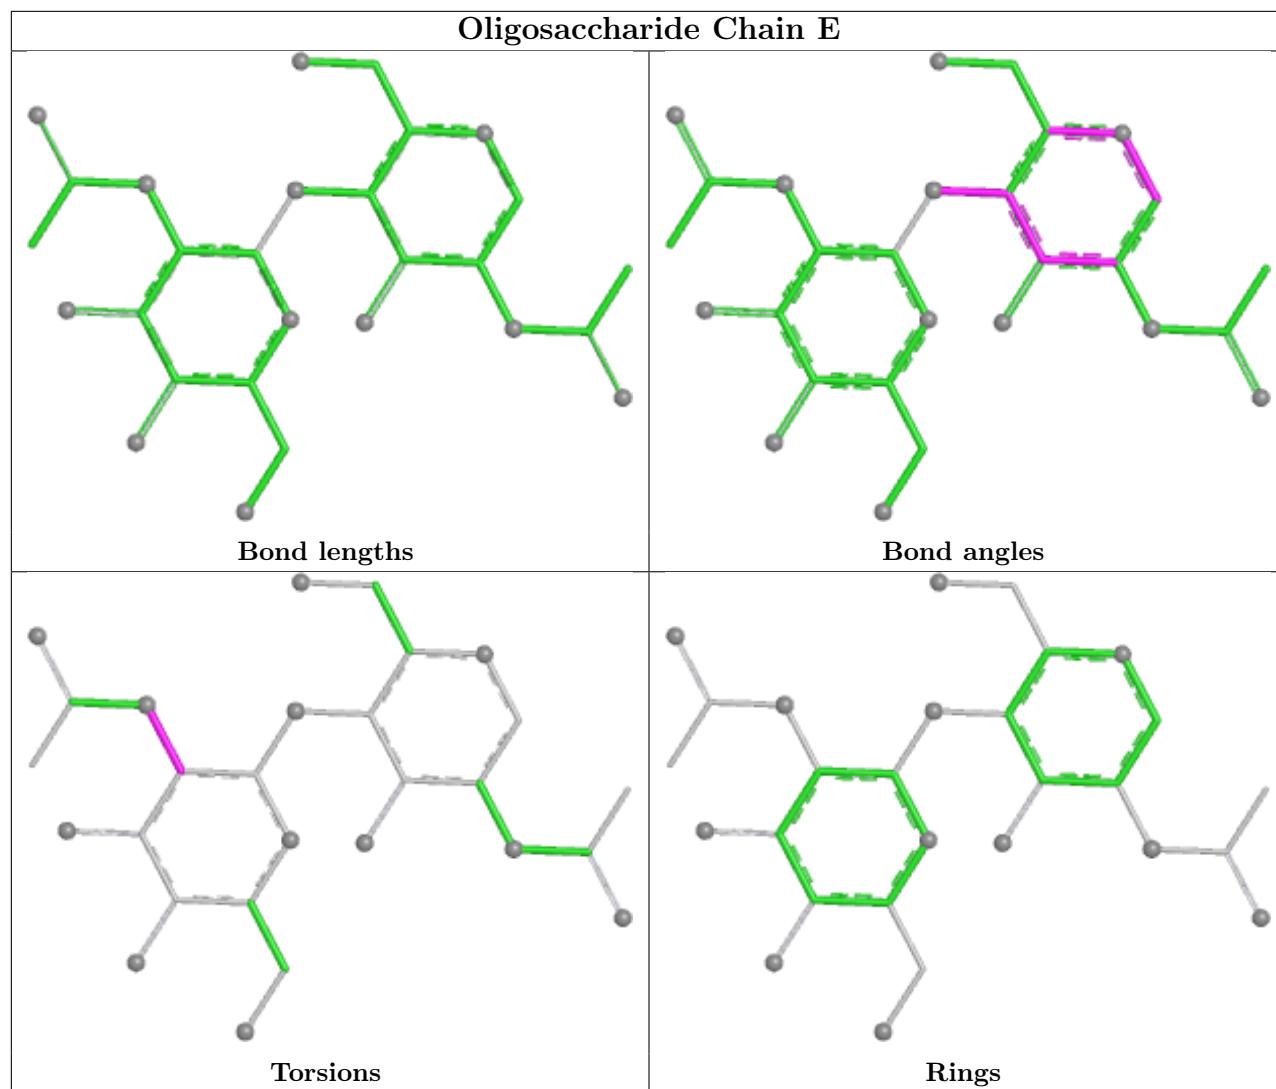 Oligosaccharide Chain E
Bond lengths
Bond angles
Torsions
Rings